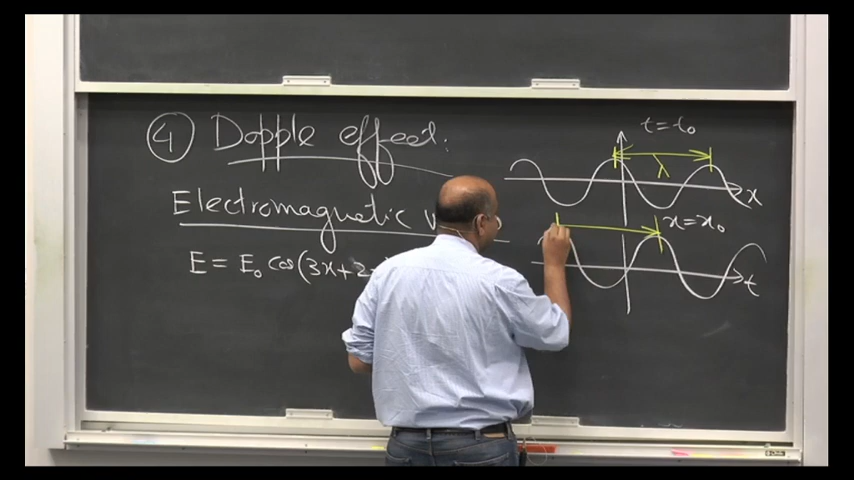 ④ Dopple effect.
Electromagnetic
E = E₀ cos(3x+2
t = t₀
λ
x
x = x₀
t